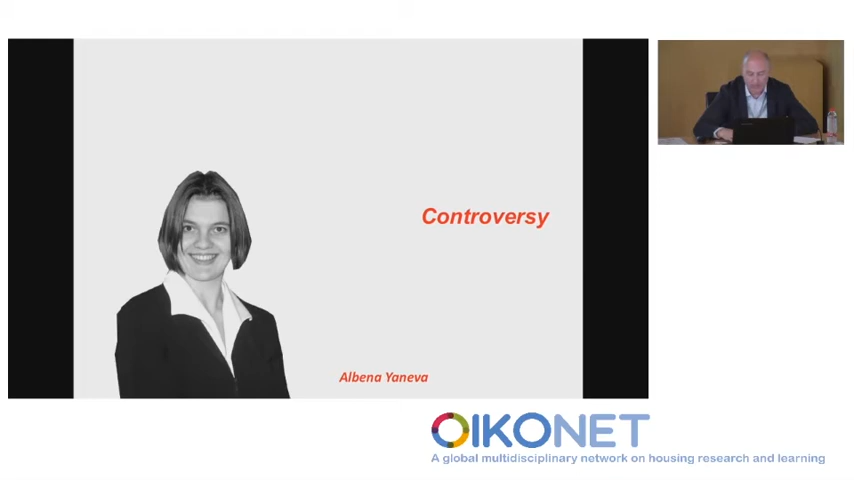 Controversy
Albena Yaneva
OIKONET
A global multidisciplinary network on housing research and learning